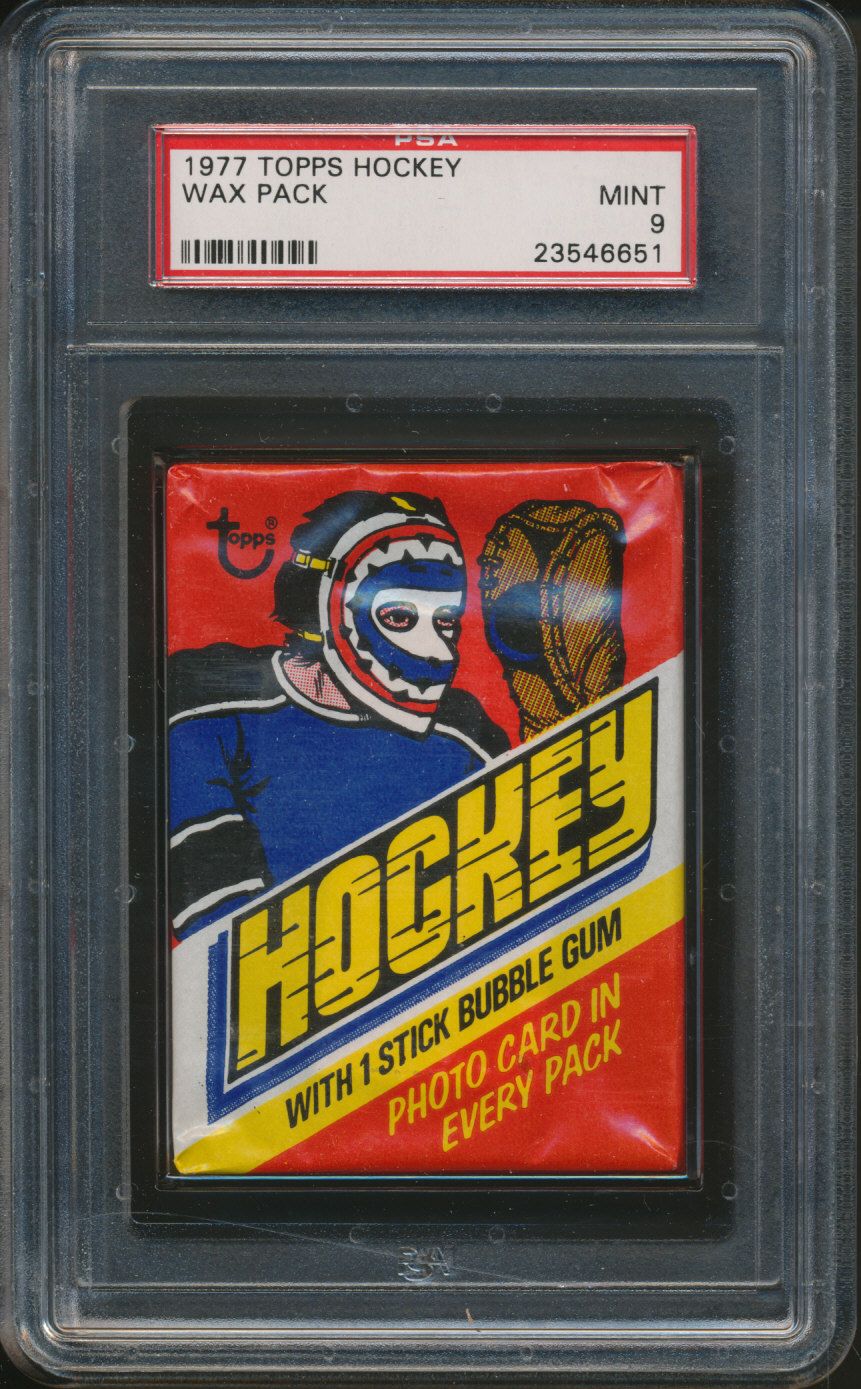 PSA
1977 TOPPS HOCKEY
WAX PACK
MINT
9
23546651
Topps®
HOCKEY
WITH 1 STICK BUBBLE GUM
PHOTO CARD IN
EVERY PACK
PSA